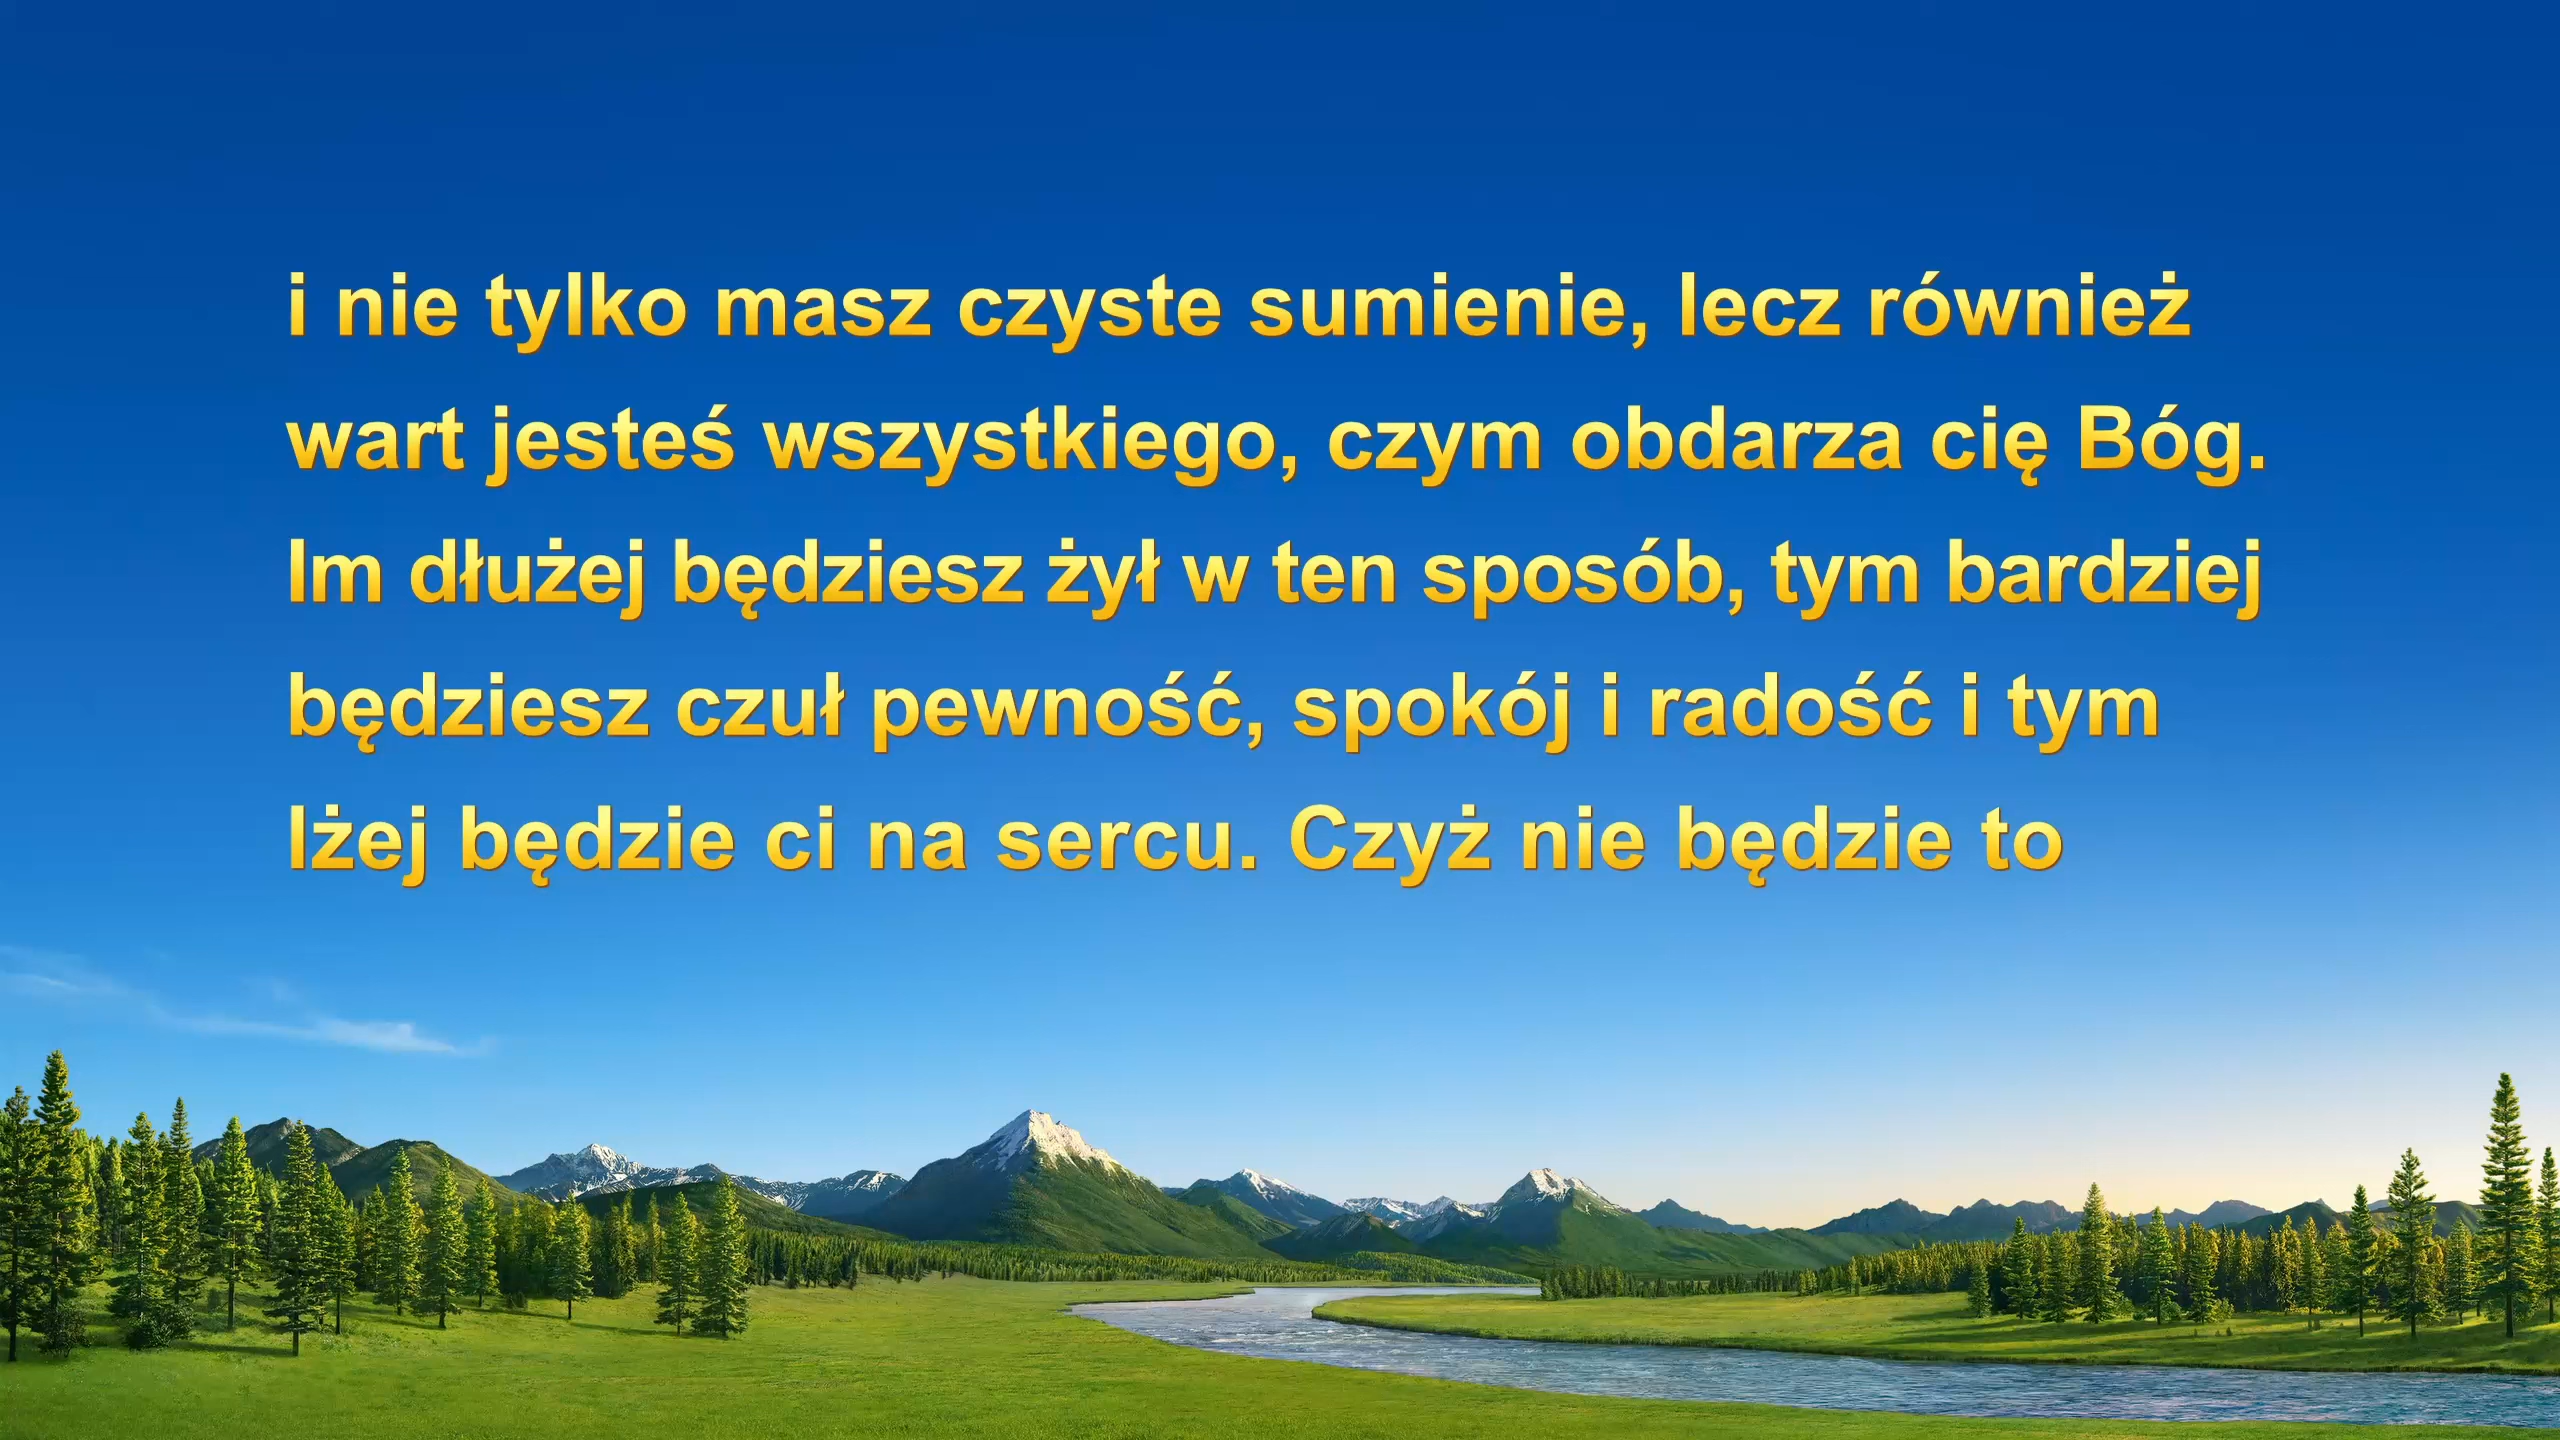 i nie tylko masz czyste sumienie, lecz również
wart jesteś wszystkiego, czym obdarza cię Bóg.
Im dłużej będziesz żył w ten sposób, tym bardziej
będziesz czuł pewność, spokój i radość i tym
lżej będzie ci na sercu. Czyż nie będzie to